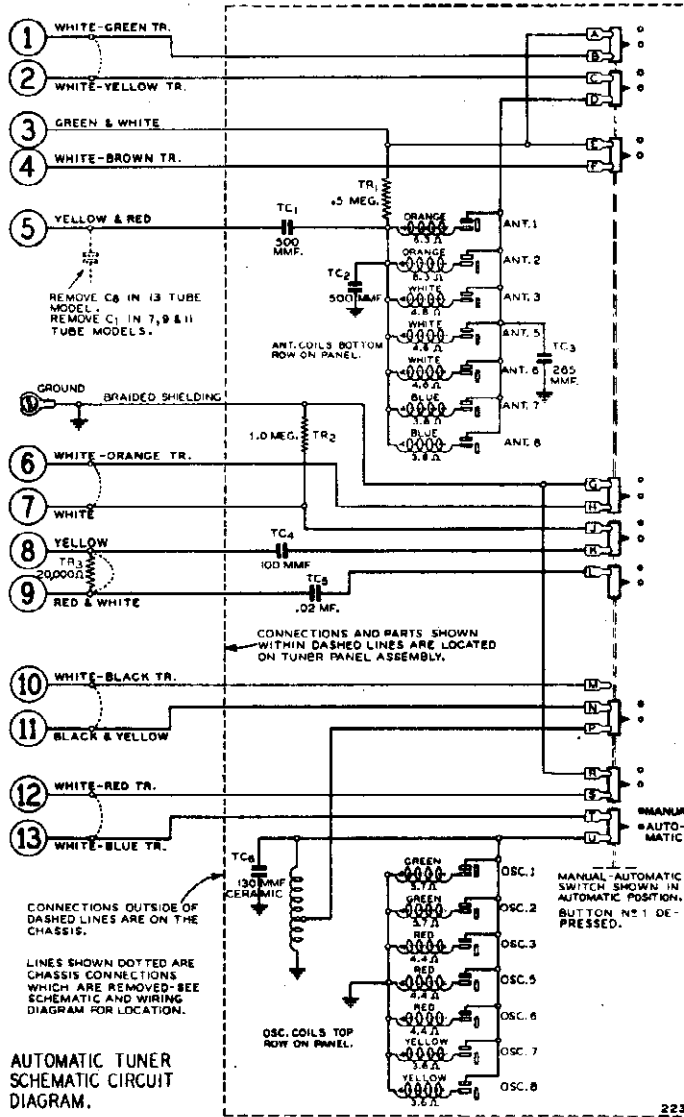 1 WHITE-GREEN TR.
2 WHITE-YELLOW TR.
3 GREEN & WHITE
4 WHITE-BROWN TR.
5 YELLOW & RED
REMOVE C8 IN 13 TUBE
MODEL.
REMOVE C1 IN 7,9 & 11
TUBE MODELS.
TR1
.5 MEG.
TC1
500
MMF.
TC2
500 MMF
ANT. COILS BOTTOM
ROW ON PANEL.
ORANGE
6.3 Ω
ANT. 1
ORANGE
6.3 Ω
ANT. 2
WHITE
4.6 Ω
ANT. 3
WHITE
4.6 Ω
ANT. 5
WHITE
4.6 Ω
ANT. 6
BLUE
3.8 Ω
ANT. 7
BLUE
3.8 Ω
ANT. 8
TC3
265
MMF.
A
B
C
D
E
F
GROUND
BRAIDED SHIELDING
1.0 MEG. TR2
6 WHITE-ORANGE TR.
7 WHITE
8 YELLOW
TR3
20,000Ω
9 RED & WHITE
TC4
100 MMF
TC5
.02 MF.
G
H
J
K
L
CONNECTIONS AND PARTS SHOWN
WITHIN DASHED LINES ARE LOCATED
ON TUNER PANEL ASSEMBLY.
10 WHITE-BLACK TR.
11 BLACK & YELLOW
12 WHITE-RED TR.
13 WHITE-BLUE TR.
M
N
P
R
S
T
U
MANUAL
AUTO-
MATIC
TC6
130 MMF
CERAMIC
CONNECTIONS OUTSIDE OF
DASHED LINES ARE ON THE
CHASSIS.
LINES SHOWN DOTTED ARE
CHASSIS CONNECTIONS
WHICH ARE REMOVED-SEE
SCHEMATIC AND WIRING
DIAGRAM FOR LOCATION.
OSC. COILS TOP
ROW ON PANEL.
GREEN
5.7 Ω
OSC. 1
GREEN
5.7 Ω
OSC. 2
RED
4.4 Ω
OSC. 3
RED
4.4 Ω
OSC. 5
RED
4.4 Ω
OSC. 6
YELLOW
3.6 Ω
OSC. 7
YELLOW
3.6 Ω
OSC. 8
MANUAL-AUTOMATIC
SWITCH SHOWN IN
AUTOMATIC POSITION.
BUTTON Nº 1 DE-
PRESSED.
AUTOMATIC TUNER
SCHEMATIC CIRCUIT
DIAGRAM.